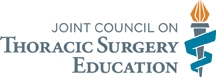 JOINT COUNCIL ON
THORACIC SURGERY
EDUCATION